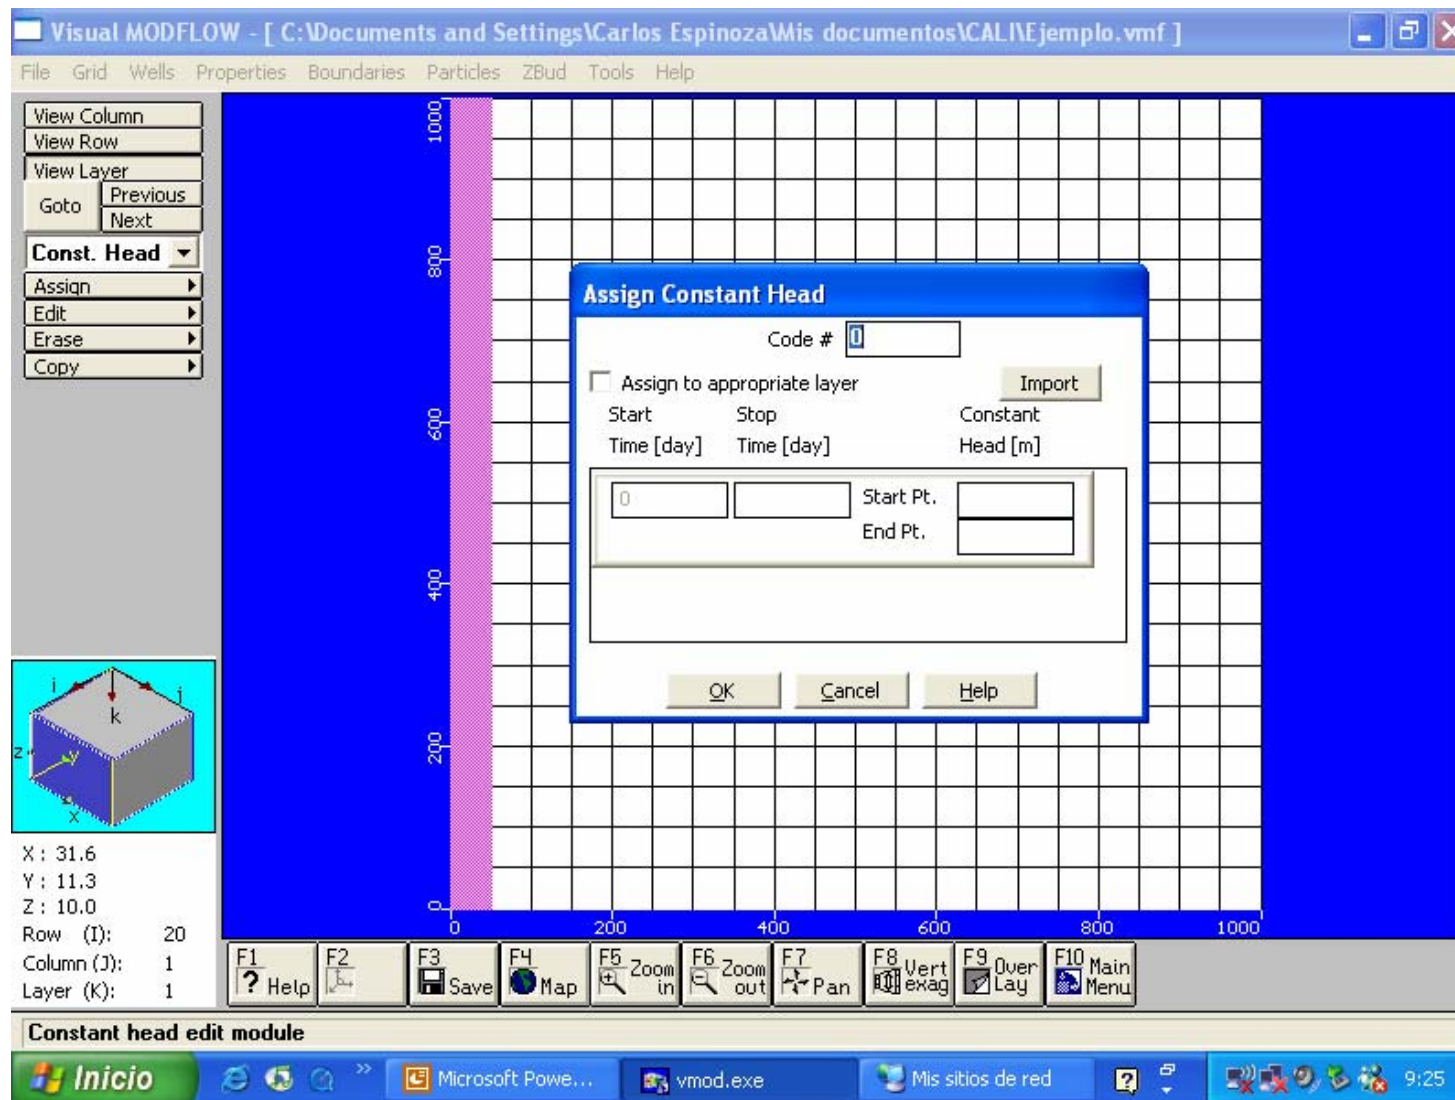 Visual MODFLOW - [ C:\Documents and Settings\Carlos Espinoza\Mis documentos\CALI\Ejemplo.vmf ]
File Grid Wells Properties Boundaries Particles ZBud Tools Help
View Column
View Row
View Layer
Goto
Previous
Next
Const. Head
Assign
Edit
Erase
Copy
1000
800
600
400
200
0
Assign Constant Head
Code # 0
Assign to appropriate layer
Import
Start Stop Constant
Time [day] Time [day] Head [m]
0
Start Pt.
End Pt.
OK Cancel Help
i j
k
z y
x
0 200 400 600 800 1000
X : 31.6
Y : 11.3
Z : 10.0
Row (I): 20
Column (J): 1
Layer (K): 1
F1 ? Help
F2
F3 Save
F4 Map
F5 Zoom in
F6 Zoom out
F7 Pan
F8 Vert exag
F9 Over Lay
F10 Main Menu
Constant head edit module
Inicio
»
Microsoft Powe...
vmod.exe
Mis sitios de red
?
9:25